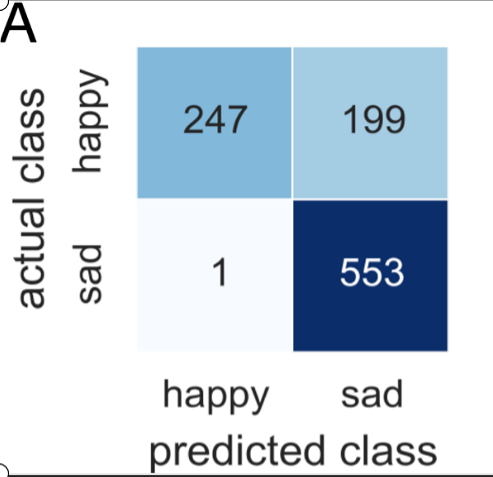 A
actual class
happy
247 199
sad
1 553
happy sad
predicted class